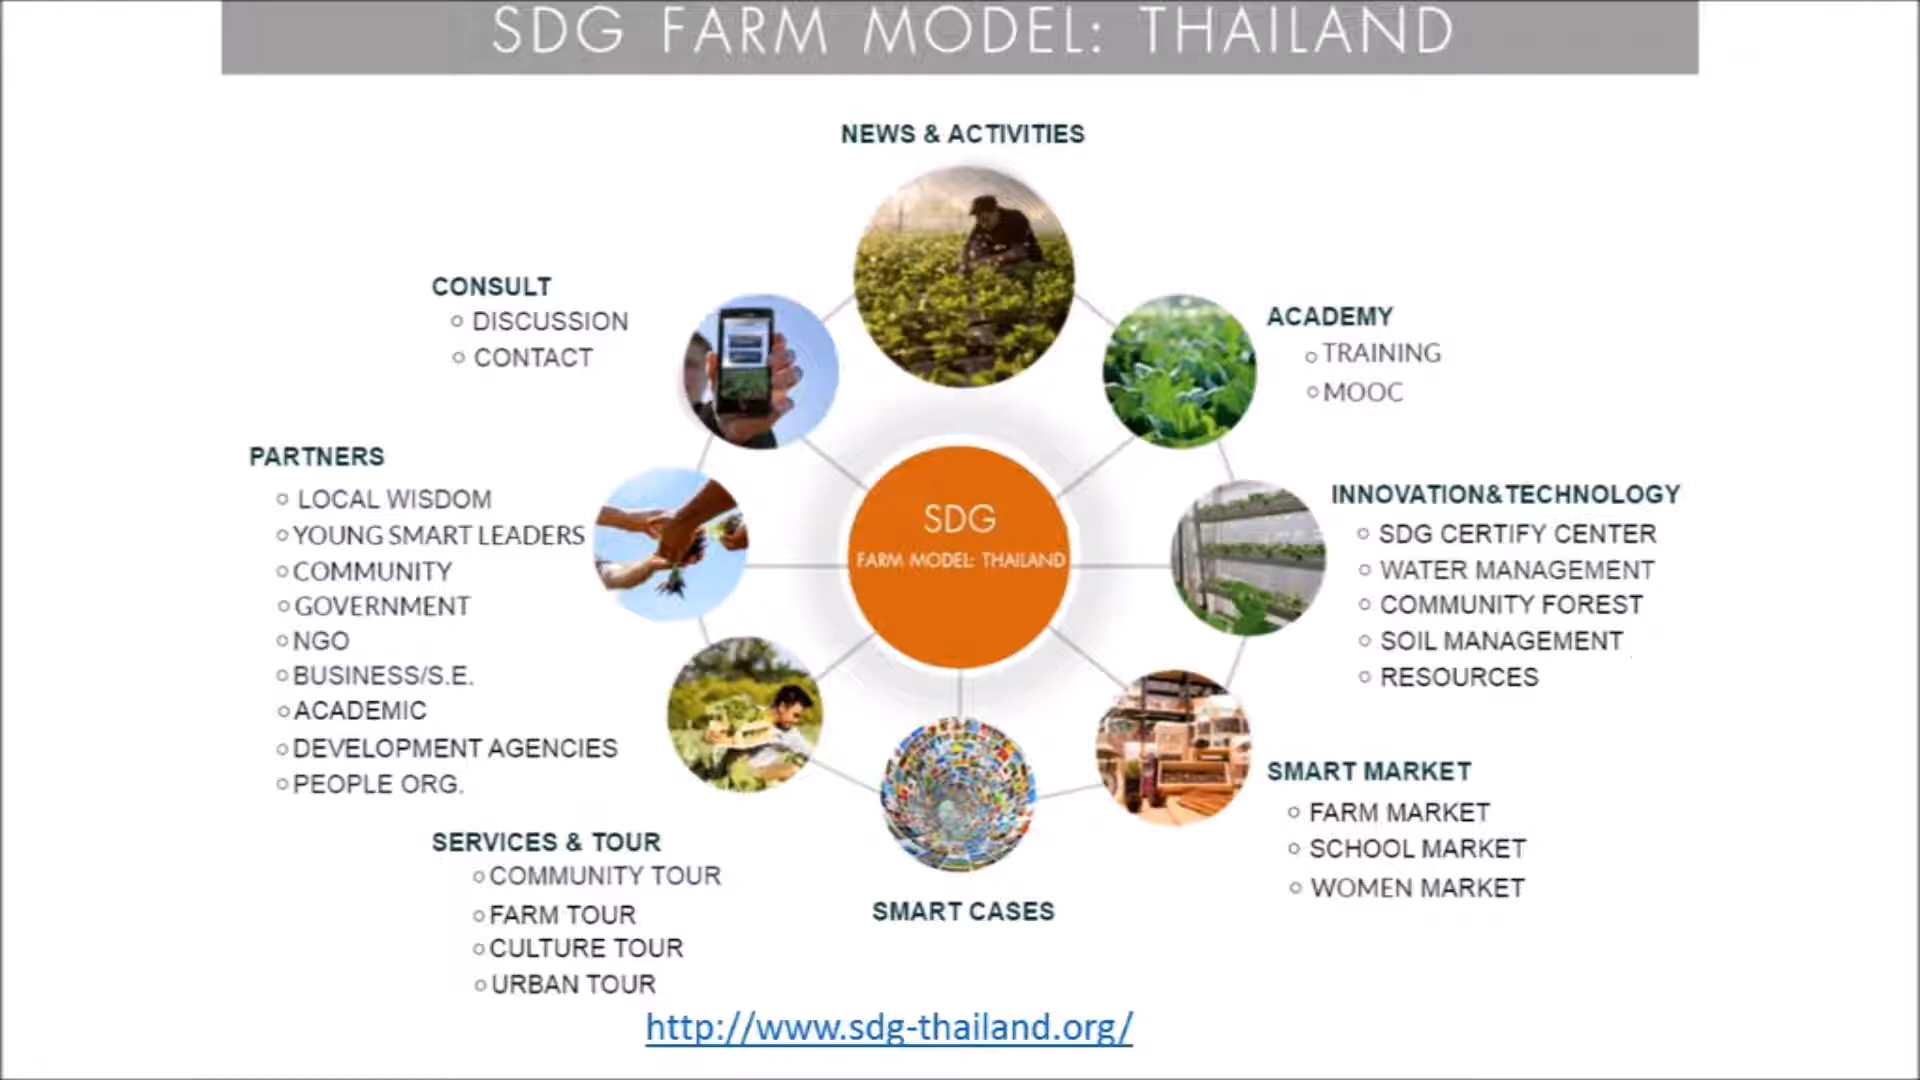 SDG FARM MODEL: THAILAND
NEWS & ACTIVITIES
CONSULT
DISCUSSION
CONTACT
ACADEMY
TRAINING
MOOC
PARTNERS
LOCAL WISDOM
YOUNG SMART LEADERS
COMMUNITY
GOVERNMENT
NGO
BUSINESS/S.E.
ACADEMIC
DEVELOPMENT AGENCIES
PEOPLE ORG.
SDG
FARM MODEL: THAILAND
INNOVATION&TECHNOLOGY
SDG CERTIFY CENTER
WATER MANAGEMENT
COMMUNITY FOREST
SOIL MANAGEMENT
RESOURCES
SMART MARKET
FARM MARKET
SCHOOL MARKET
WOMEN MARKET
SERVICES & TOUR
COMMUNITY TOUR
FARM TOUR
CULTURE TOUR
URBAN TOUR
SMART CASES
http://www.sdg-thailand.org/